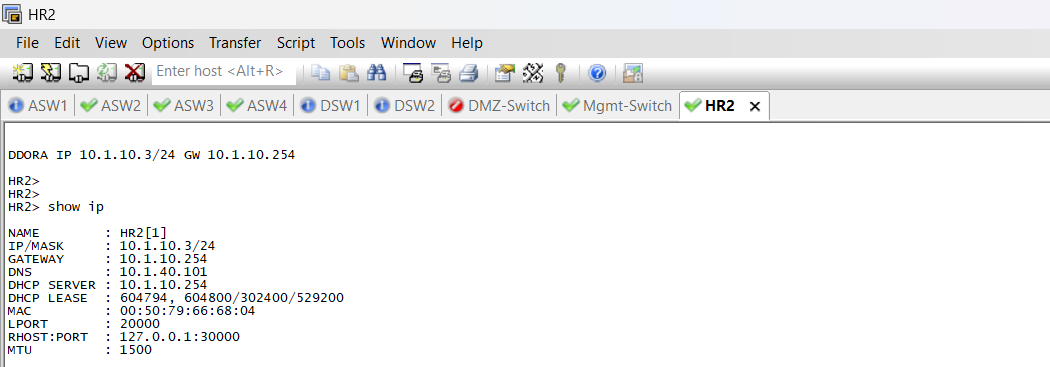 HR2
File Edit View Options Transfer Script Tools Window Help
Enter host <Alt+R>
ASW1 ASW2 ASW3 ASW4 DSW1 DSW2 DMZ-Switch Mgmt-Switch HR2
DDORA IP 10.1.10.3/24 GW 10.1.10.254
HR2>
HR2>
HR2> show ip
NAME        : HR2[1]
IP/MASK     : 10.1.10.3/24
GATEWAY     : 10.1.10.254
DNS         : 10.1.40.101
DHCP SERVER : 10.1.10.254
DHCP LEASE  : 604794, 604800/302400/529200
MAC         : 00:50:79:66:68:04
LPORT       : 20000
RHOST:PORT  : 127.0.0.1:30000
MTU         : 1500